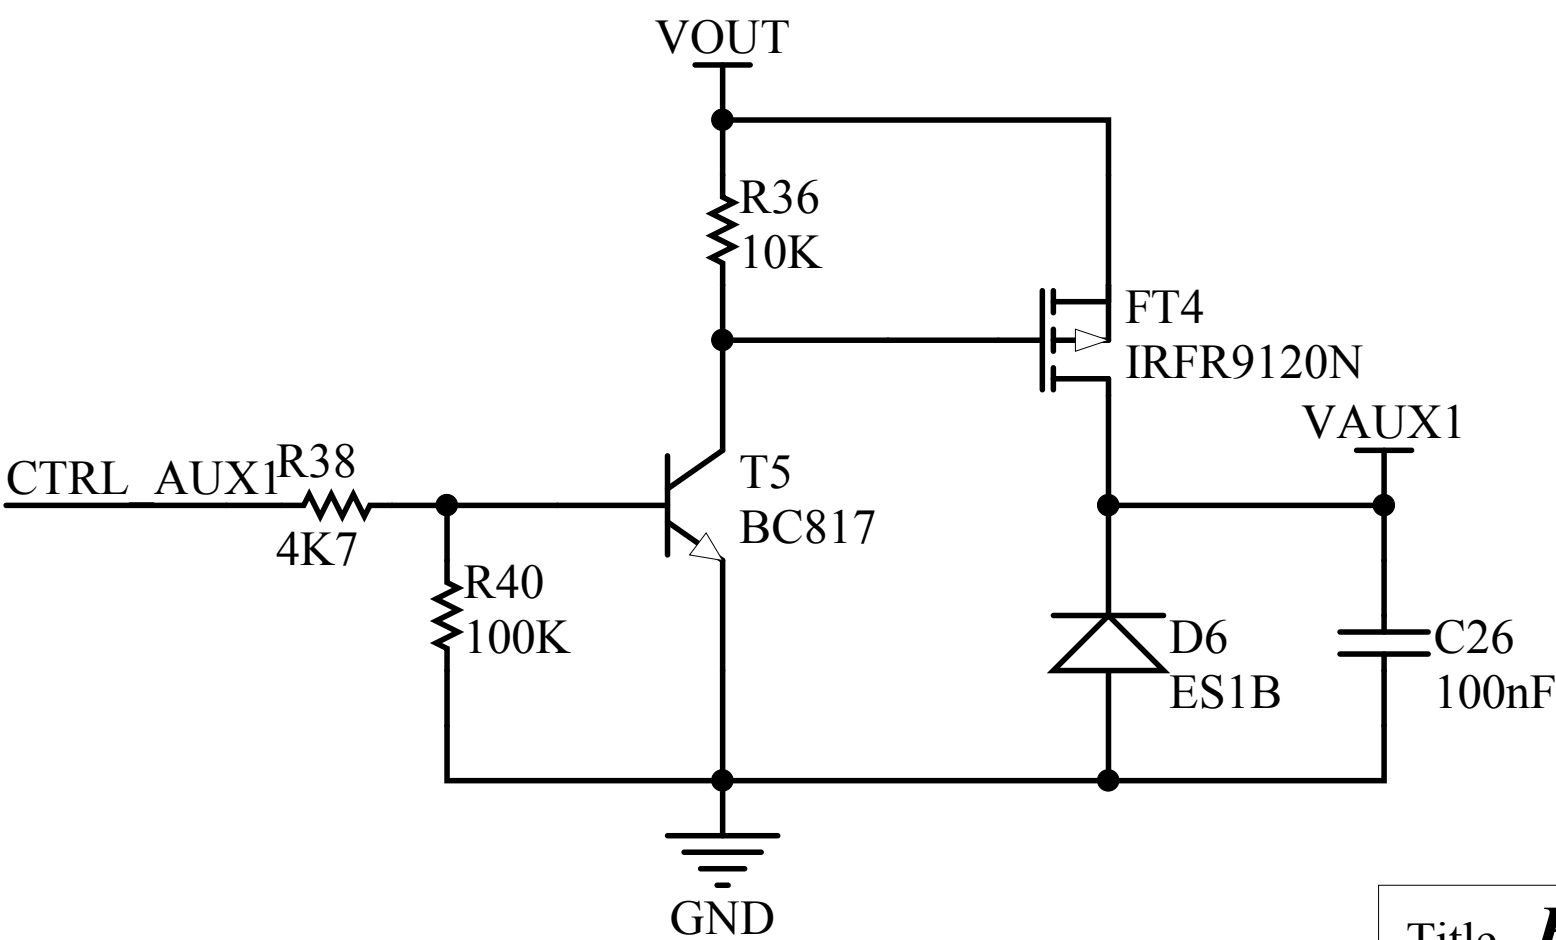 VOUT
R36
10K
FT4
IRFR9120N
VAUX1
CTRL_AUX1
R38
4K7
T5
BC817
R40
100K
D6
ES1B
C26
100nF
GND
Title